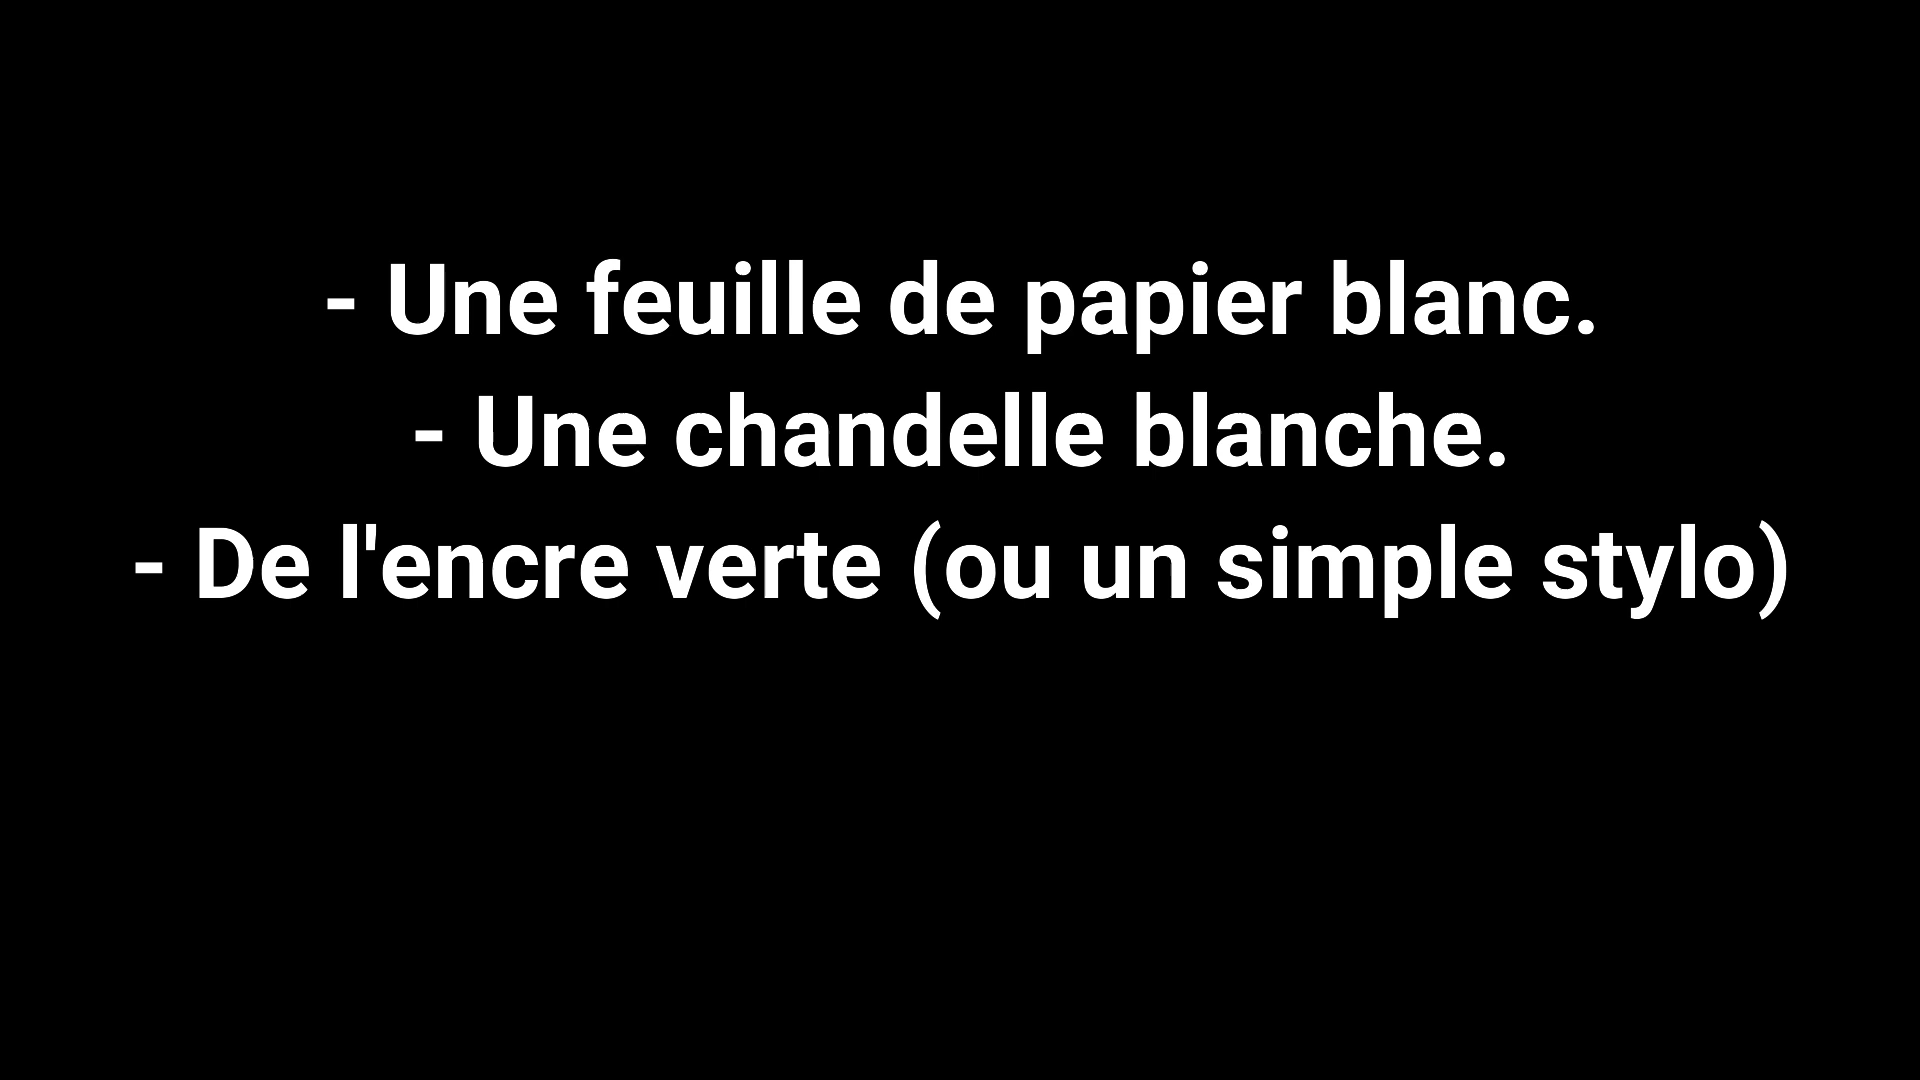 - Une feuille de papier blanc.
- Une chandelle blanche.
- De l'encre verte (ou un simple stylo)